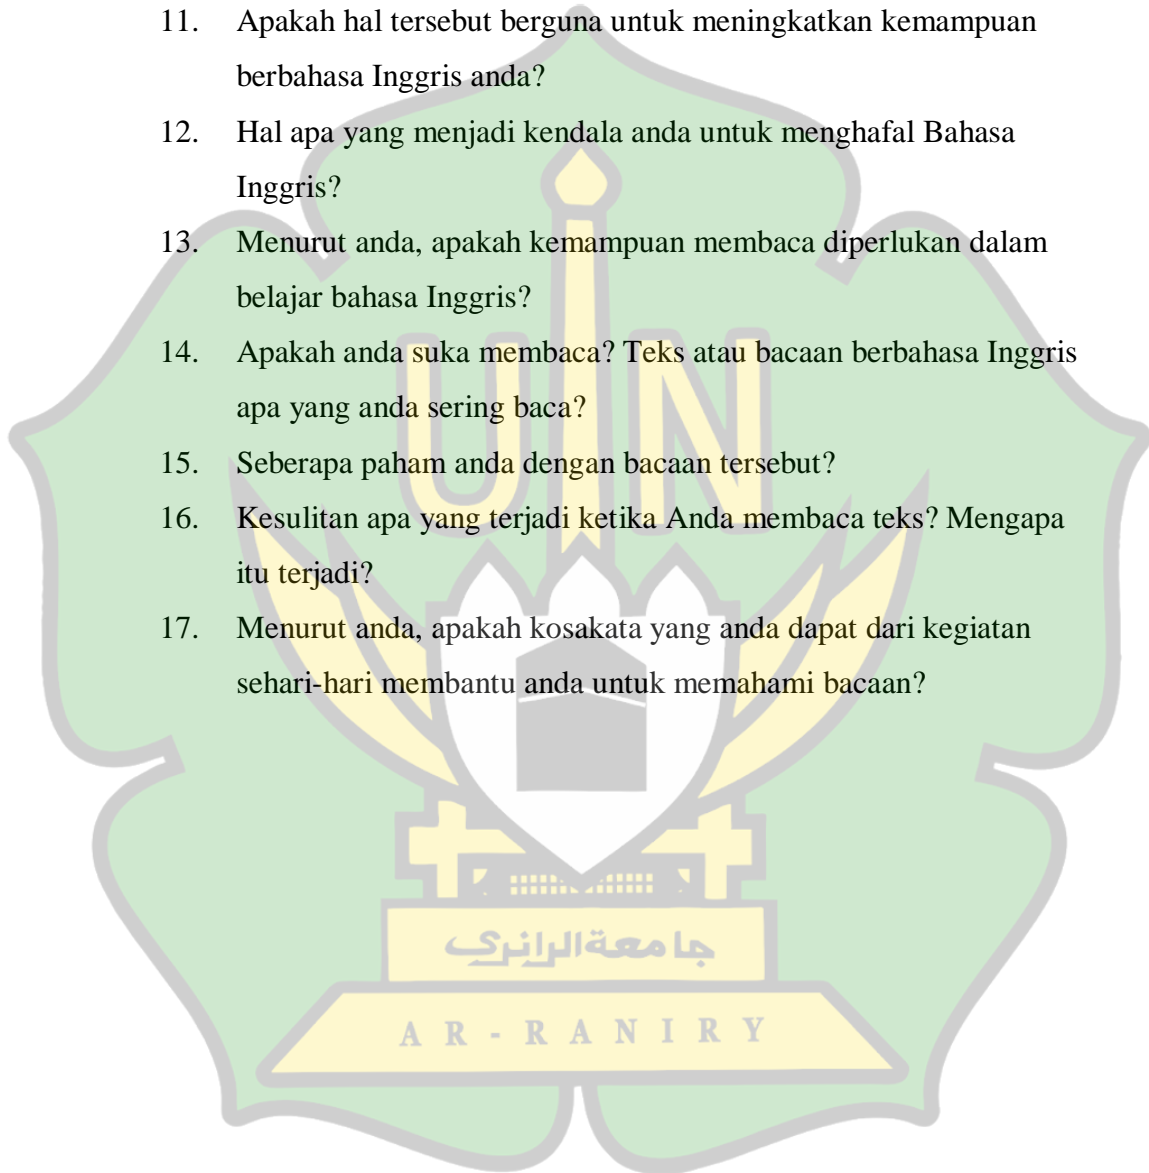 11. Apakah hal tersebut berguna untuk meningkatkan kemampuan
berbahasa Inggris anda?
12. Hal apa yang menjadi kendala anda untuk menghafal Bahasa
Inggris?
13. Menurut anda, apakah kemampuan membaca diperlukan dalam
belajar bahasa Inggris?
14. Apakah anda suka membaca? Teks atau bacaan berbahasa Inggris
apa yang anda sering baca?
15. Seberapa paham anda dengan bacaan tersebut?
16. Kesulitan apa yang terjadi ketika Anda membaca teks? Mengapa
itu terjadi?
17. Menurut anda, apakah kosakata yang anda dapat dari kegiatan
sehari-hari membantu anda untuk memahami bacaan?
UIN
جامعةالرانري
AR-RANIRY